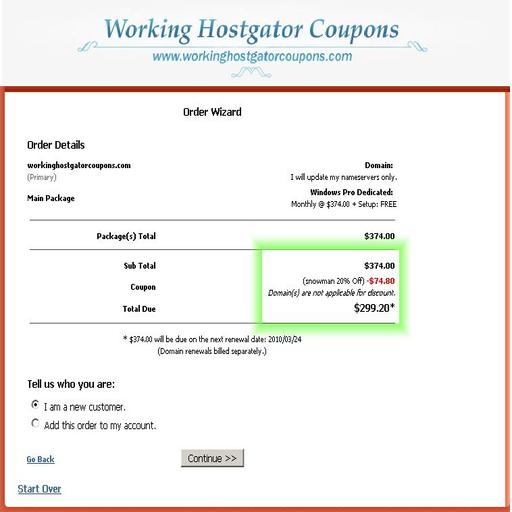 Working Hostgator Coupons
www.workinghostgatorcoupons.com
Order Wizard
Order Details
workinghostgatorcoupons.com
(Primary)
Domain:
I will update my nameservers only.
Main Package
Windows Pro Dedicated:
Monthly @ $374.00 + Setup: FREE
Package(s) Total $374.00
Sub Total $374.00
Coupon (snowman 20% Off) -$74.80
Domain(s) are not applicable for discount.
Total Due $299.20*
* $374.00 will be due on the next renewal date: 2010/03/24
(Domain renewals billed separately.)
Tell us who you are:
I am a new customer.
Add this order to my account.
Go Back Continue >>
Start Over